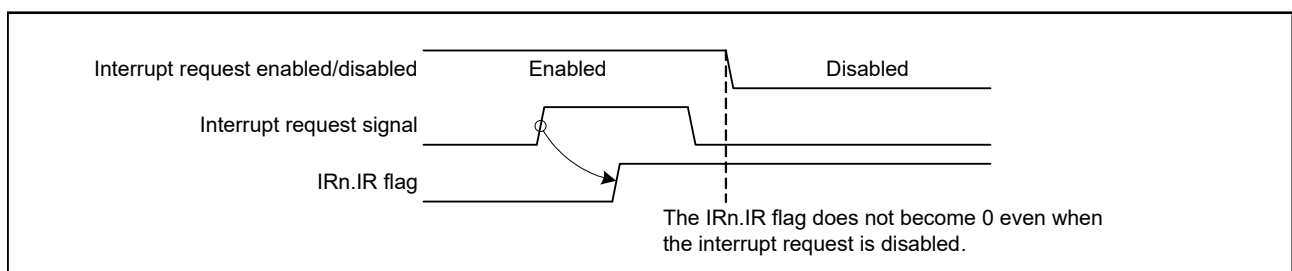 Interrupt request enabled/disabled
Enabled
Disabled
Interrupt request signal
IRn.IR flag
The IRn.IR flag does not become 0 even when
the interrupt request is disabled.